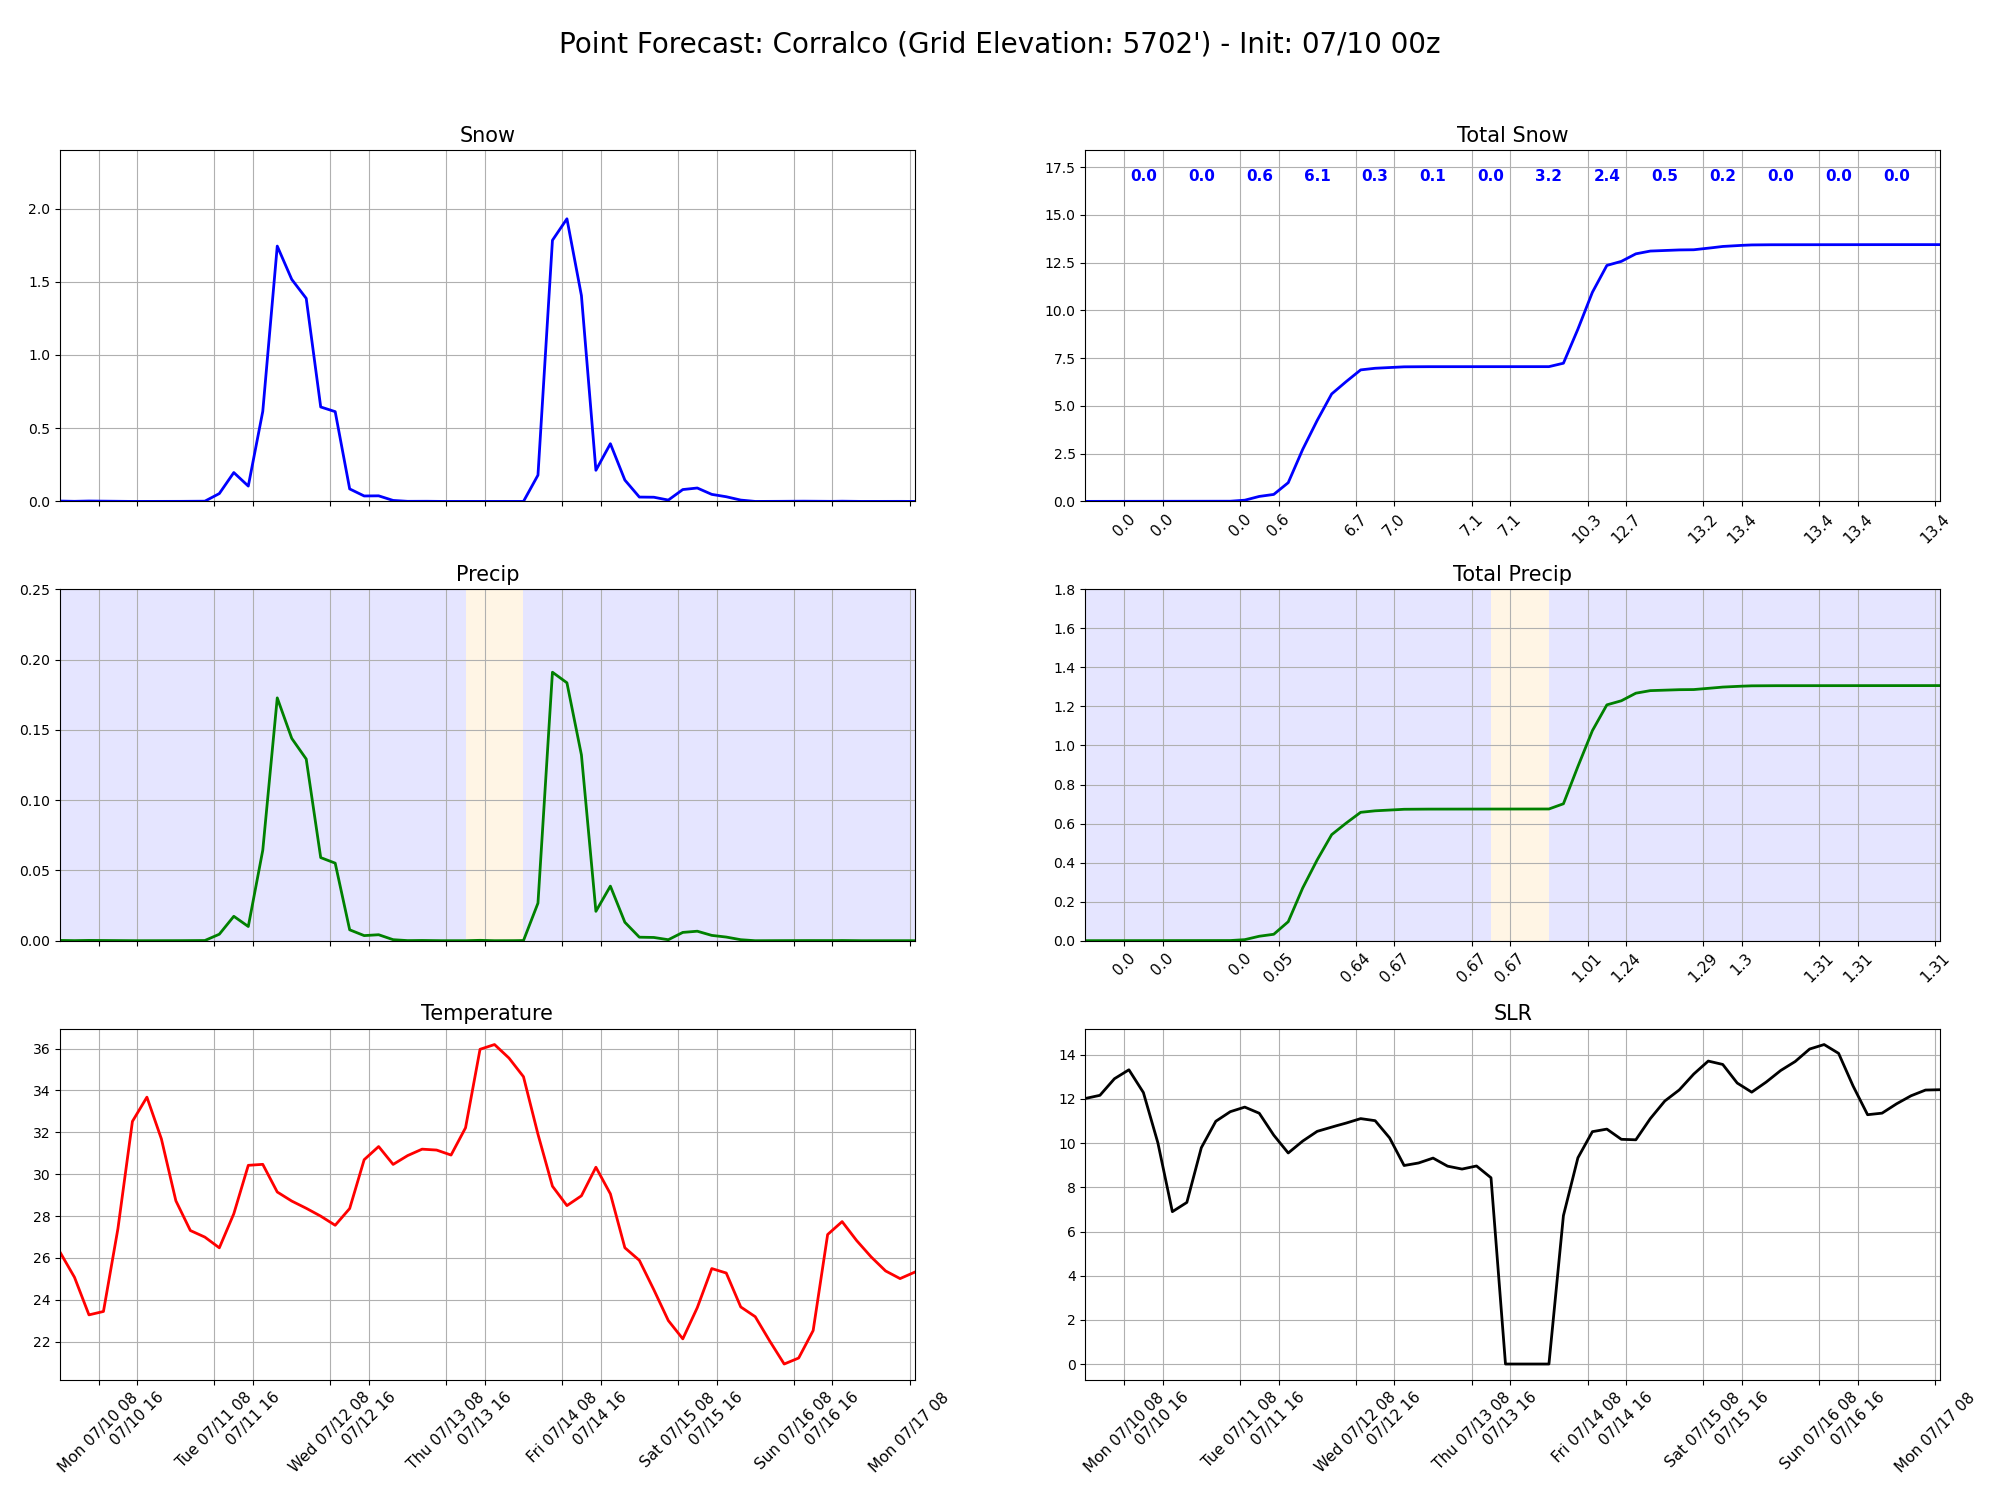 Point Forecast: Corralco (Grid Elevation: 5702') - Init: 07/10 00z
Snow
2.0
1.5
1.0
0.5
0.0
Total Snow
17.5
15.0
12.5
10.0
7.5
5.0
2.5
0.0
0.0 0.0 0.6 6.1 0.3 0.1 0.0 3.2 2.4 0.5 0.2 0.0 0.0 0.0
0.0 0.0 0.0 0.6 6.7 7.0 7.1 7.1 10.3 12.7 13.2 13.4 13.4 13.4 13.4
Precip
0.25
0.20
0.15
0.10
0.05
0.00
Total Precip
1.8
1.6
1.4
1.2
1.0
0.8
0.6
0.4
0.2
0.0
0.0 0.0 0.0 0.05 0.64 0.67 0.67 0.67 1.01 1.24 1.29 1.3 1.31 1.31 1.31
Temperature
36
34
32
30
28
26
24
22
Mon 07/10 08
07/10 16
Tue 07/11 08
07/11 16
Wed 07/12 08
07/12 16
Thu 07/13 08
07/13 16
Fri 07/14 08
07/14 16
Sat 07/15 08
07/15 16
Sun 07/16 08
07/16 16
Mon 07/17 08
SLR
14
12
10
8
6
4
2
0
Mon 07/10 08
07/10 16
Tue 07/11 08
07/11 16
Wed 07/12 08
07/12 16
Thu 07/13 08
07/13 16
Fri 07/14 08
07/14 16
Sat 07/15 08
07/15 16
Sun 07/16 08
07/16 16
Mon 07/17 08